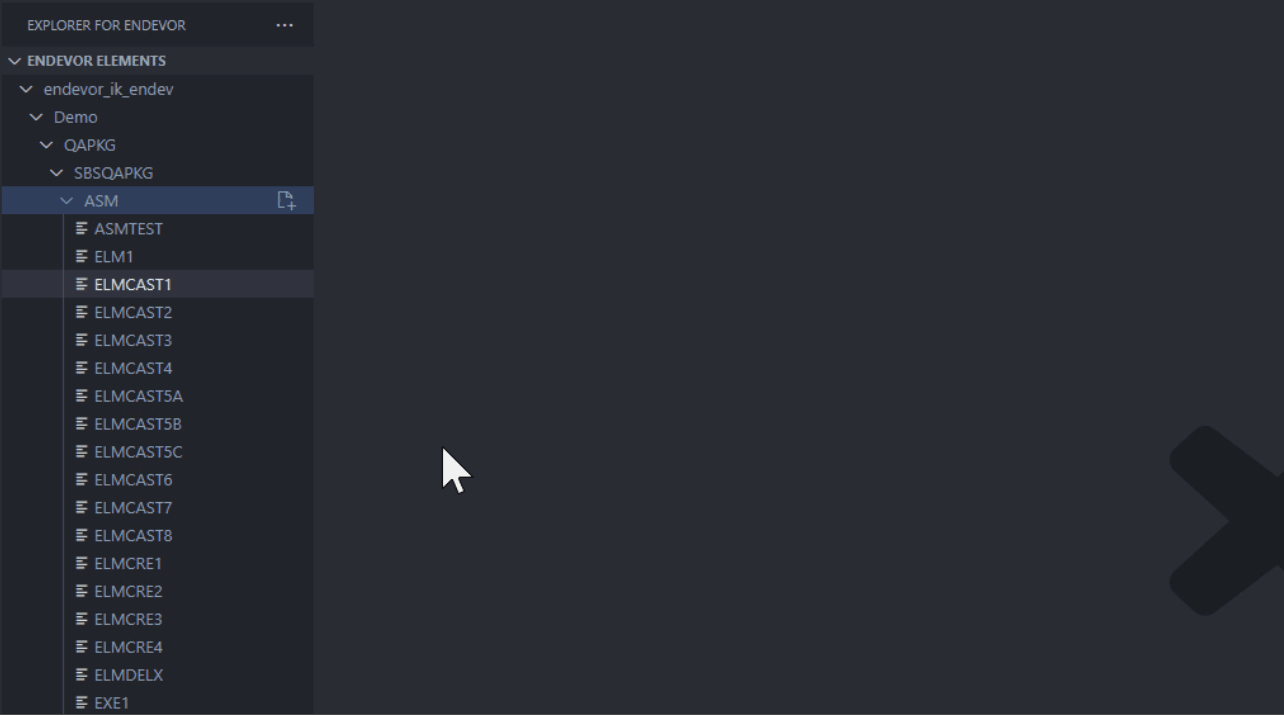 EXPLORER FOR ENDEVOR
ENDEVOR ELEMENTS
endevor_ik_endev
Demo
QAPKG
SBSQAPKG
ASM
ASMTEST
ELM1
ELMCAST1
ELMCAST2
ELMCAST3
ELMCAST4
ELMCAST5A
ELMCAST5B
ELMCAST5C
ELMCAST6
ELMCAST7
ELMCAST8
ELMCRE1
ELMCRE2
ELMCRE3
ELMCRE4
ELMDELX
EXE1